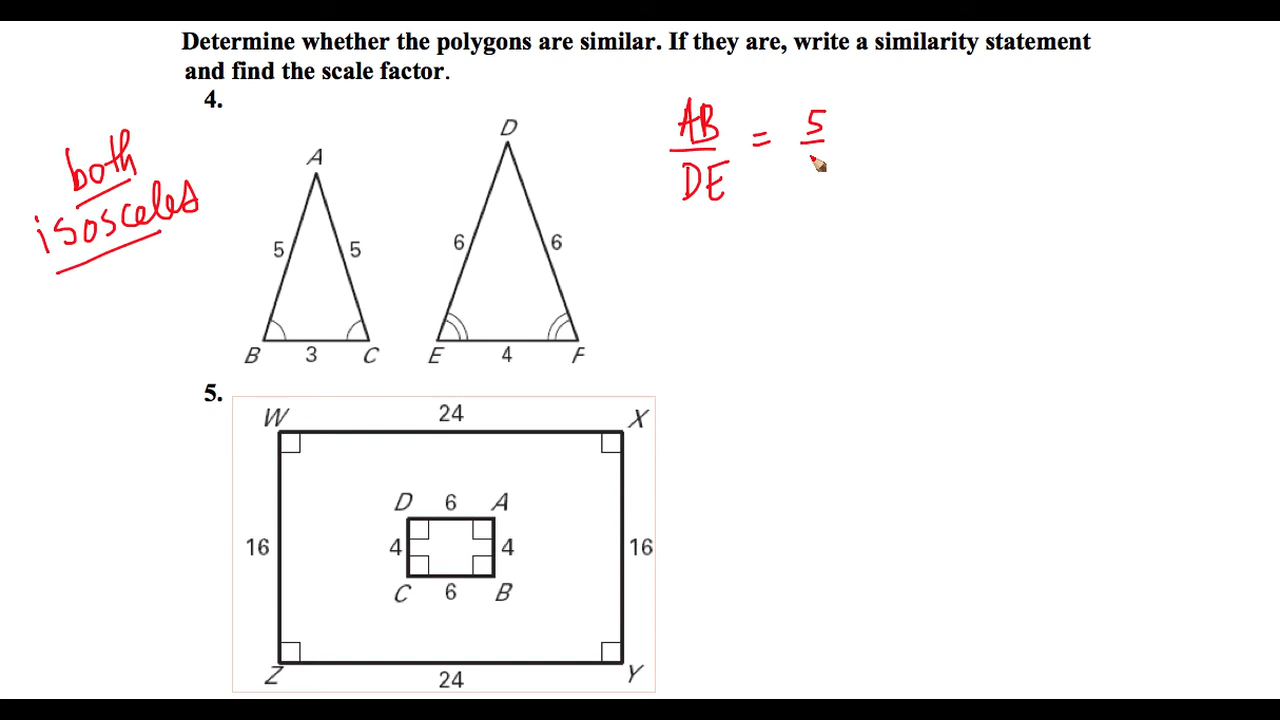 Determine whether the polygons are similar. If they are, write a similarity statement
and find the scale factor.
4.
both
isosceles
A
5 5
B 3 C
D
6 6
E 4 F
AB = 5
DE
5.
W 24 X
D 6 A
16 4 4 16
C 6 B
Z 24 Y